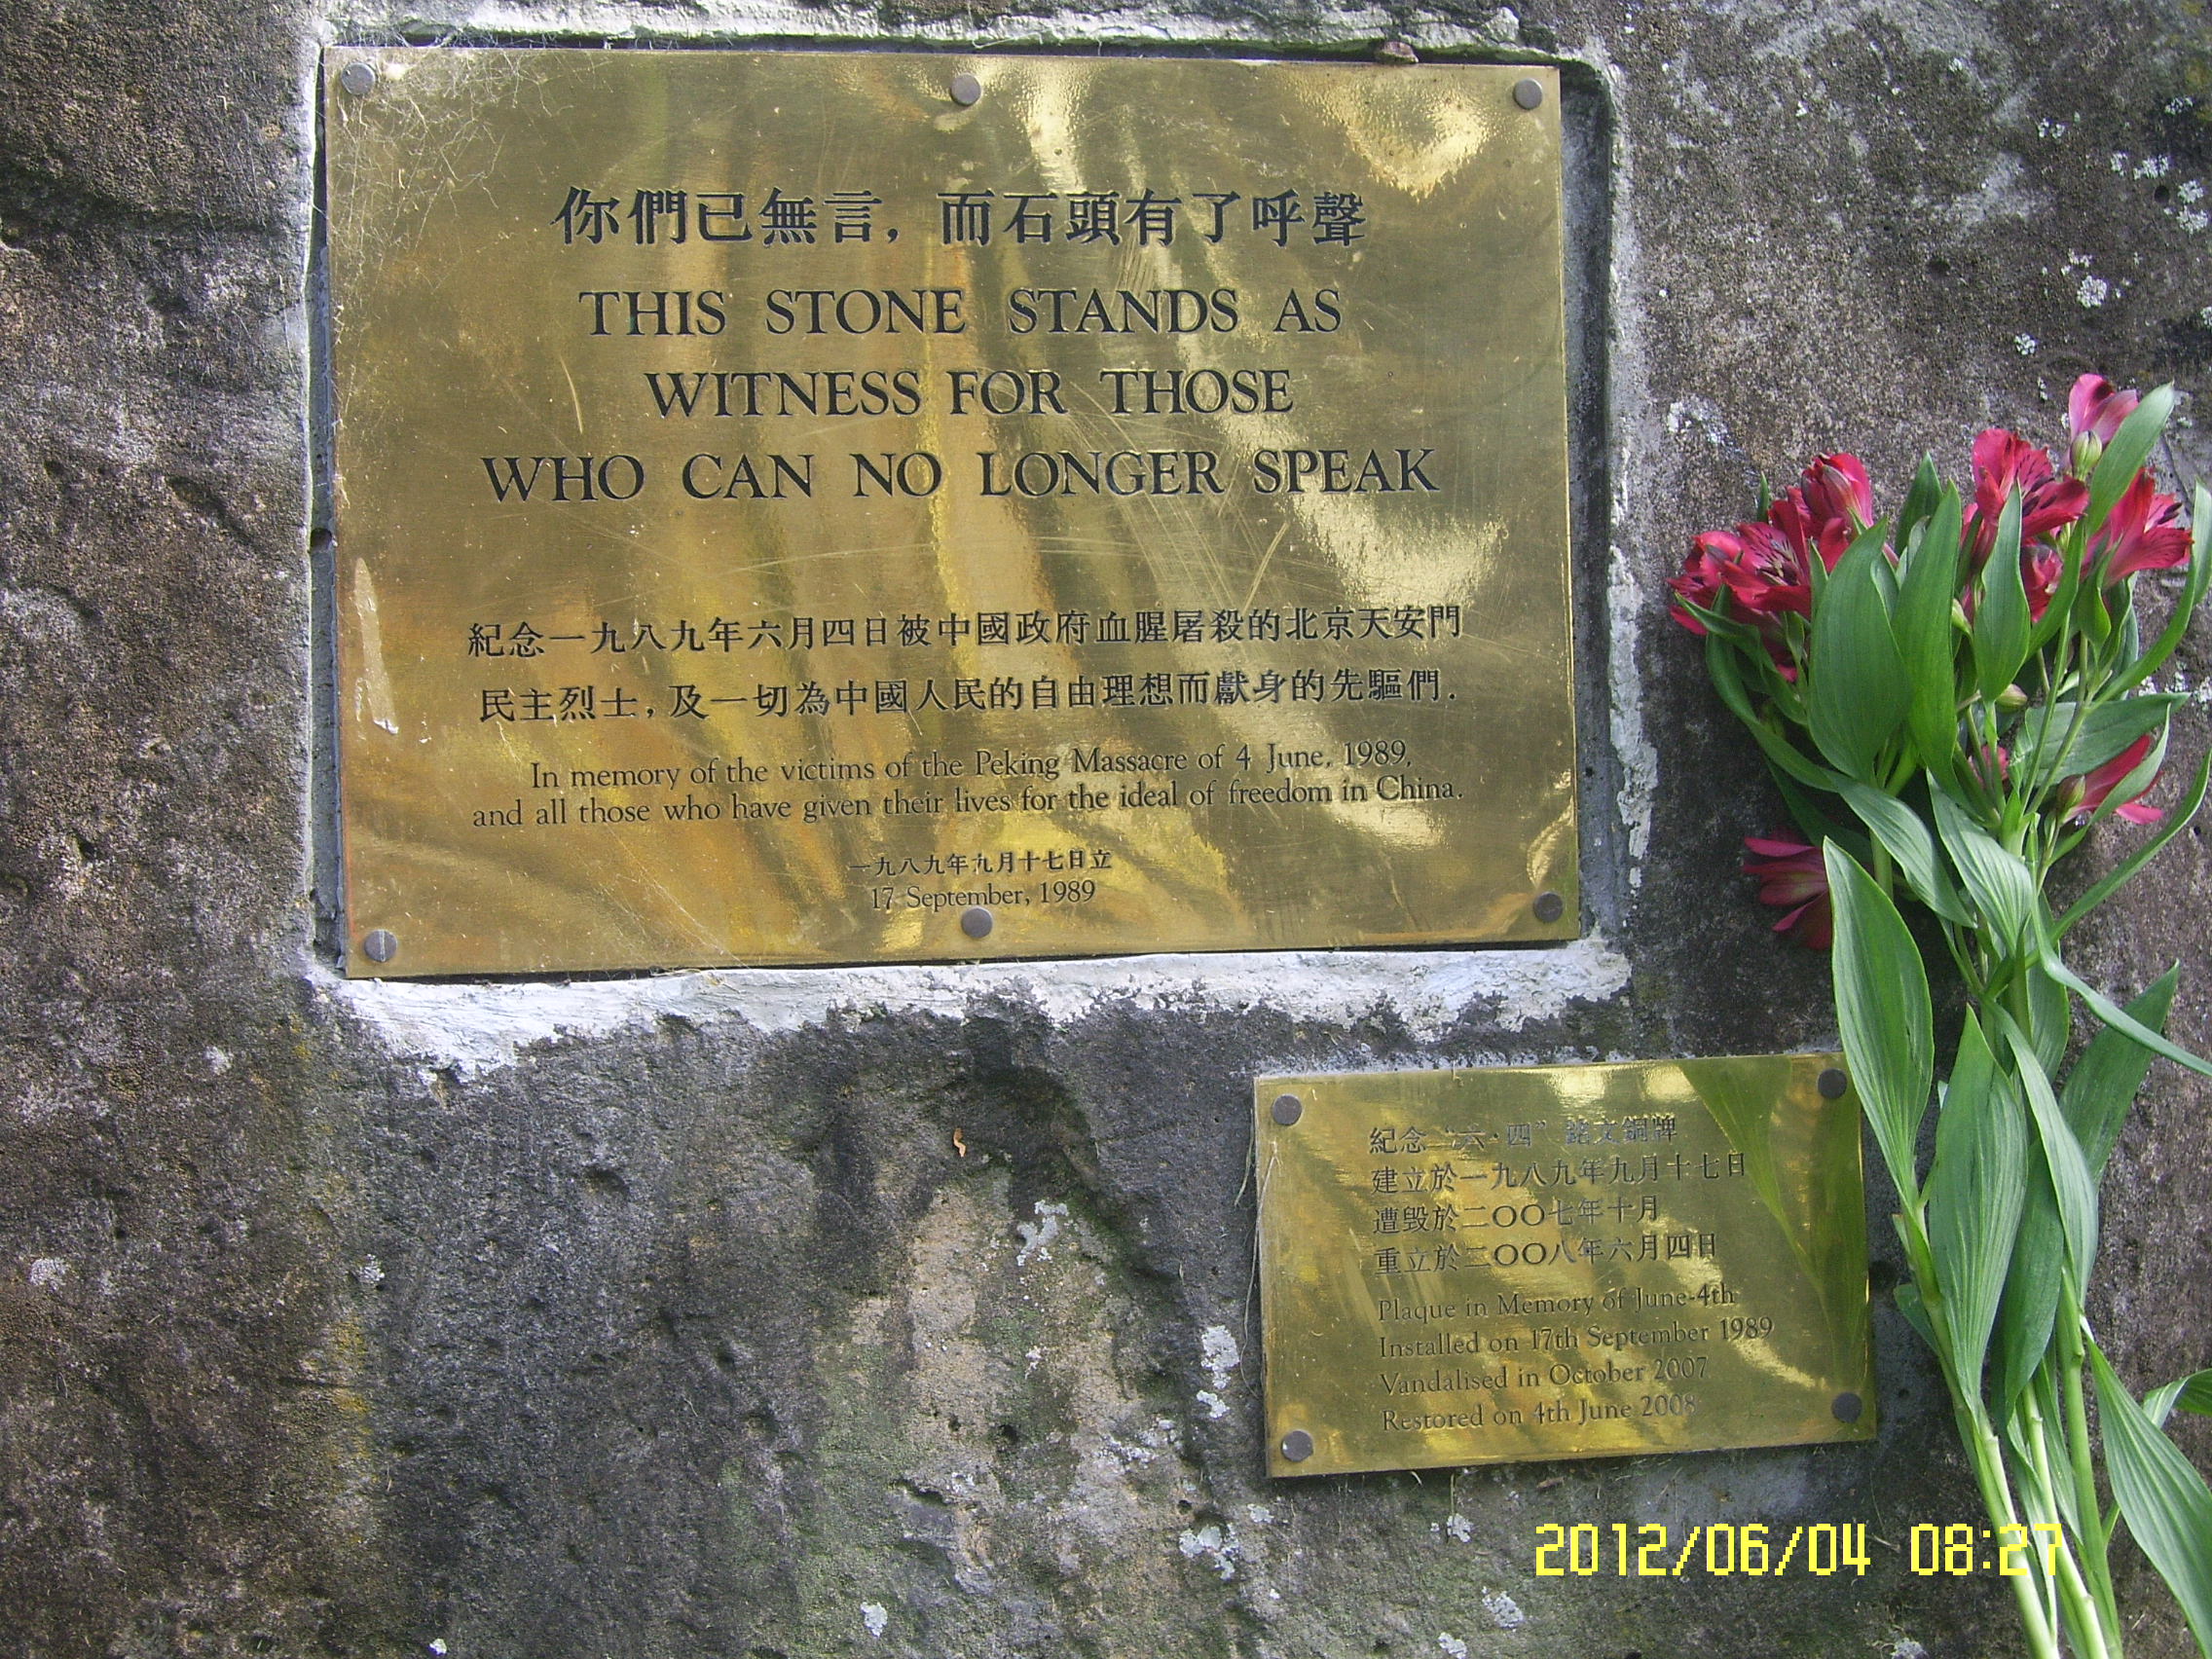 你們已無言，而石頭有了呼聲
THIS STONE STANDS AS
WITNESS FOR THOSE
WHO CAN NO LONGER SPEAK
紀念一九八九年六月四日被中國政府血腥屠殺的北京天安門
民主烈士，及一切為中國人民的自由理想而獻身的先驅們．
In memory of the victims of the Peking Massacre of 4 June, 1989,
and all those who have given their lives for the ideal of freedom in China.
一九八九年九月十七日立
17 September, 1989
紀念“六·四”銘文銅牌
建立於一九八九年九月十七日
遭毀於二〇〇七年十月
重立於二〇〇八年六月四日
Plaque in Memory of June-4th
Installed on 17th September 1989
Vandalised in October 2007
Restored on 4th June 2008
2012/06/04 08:27